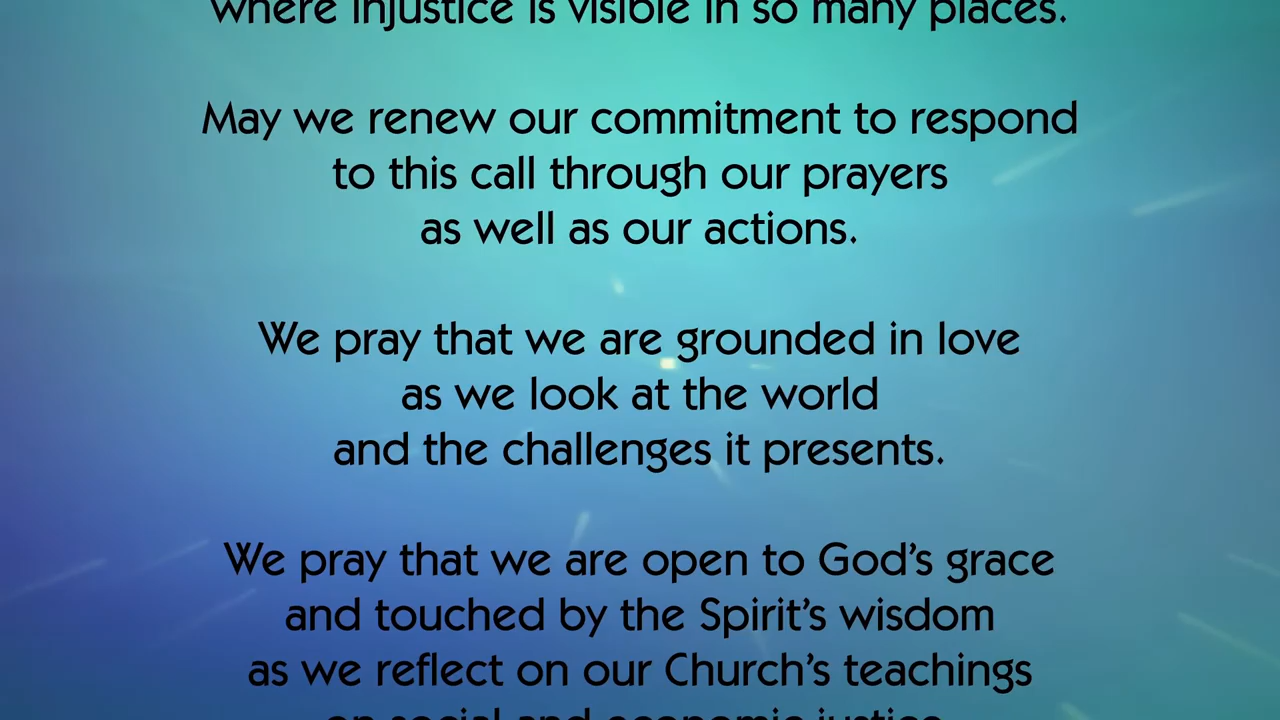 where injustice is visible in so many places.
May we renew our commitment to respond
to this call through our prayers
as well as our actions.
We pray that we are grounded in love
as we look at the world
and the challenges it presents.
We pray that we are open to God’s grace
and touched by the Spirit’s wisdom
as we reflect on our Church’s teachings
on social and economic justice